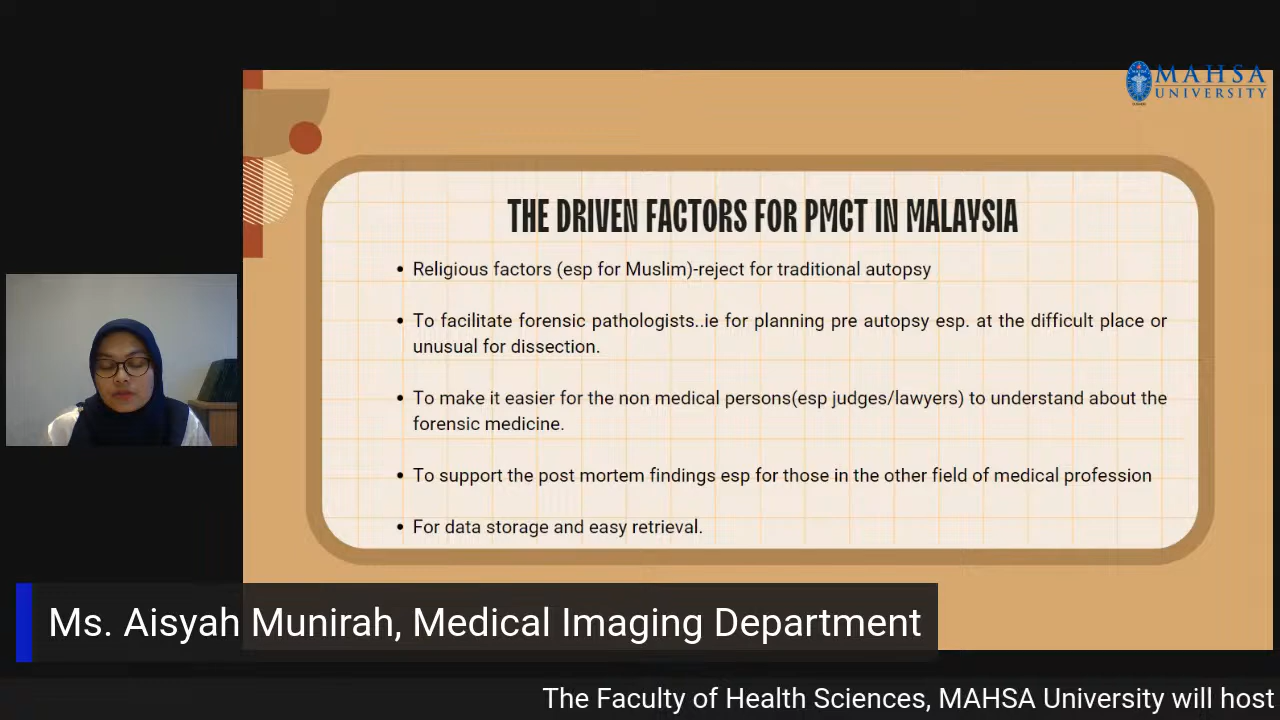 MAHSA
UNIVERSITY
THE DRIVEN FACTORS FOR PMCT IN MALAYSIA
• Religious factors (esp for Muslim)-reject for traditional autopsy
• To facilitate forensic pathologists..ie for planning pre autopsy esp. at the difficult place or
unusual for dissection.
• To make it easier for the non medical persons(esp judges/lawyers) to understand about the
forensic medicine.
• To support the post mortem findings esp for those in the other field of medical profession
• For data storage and easy retrieval.
Ms. Aisyah Munirah, Medical Imaging Department
The Faculty of Health Sciences, MAHSA University will host